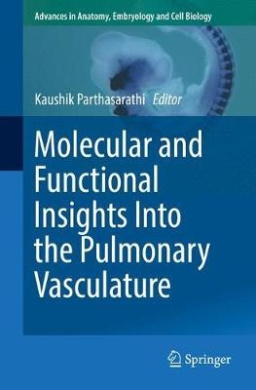 Advances in Anatomy, Embryology and Cell Biology
Kaushik Parthasarathi Editor
Molecular and
Functional
Insights Into
the Pulmonary
Vasculature
Springer